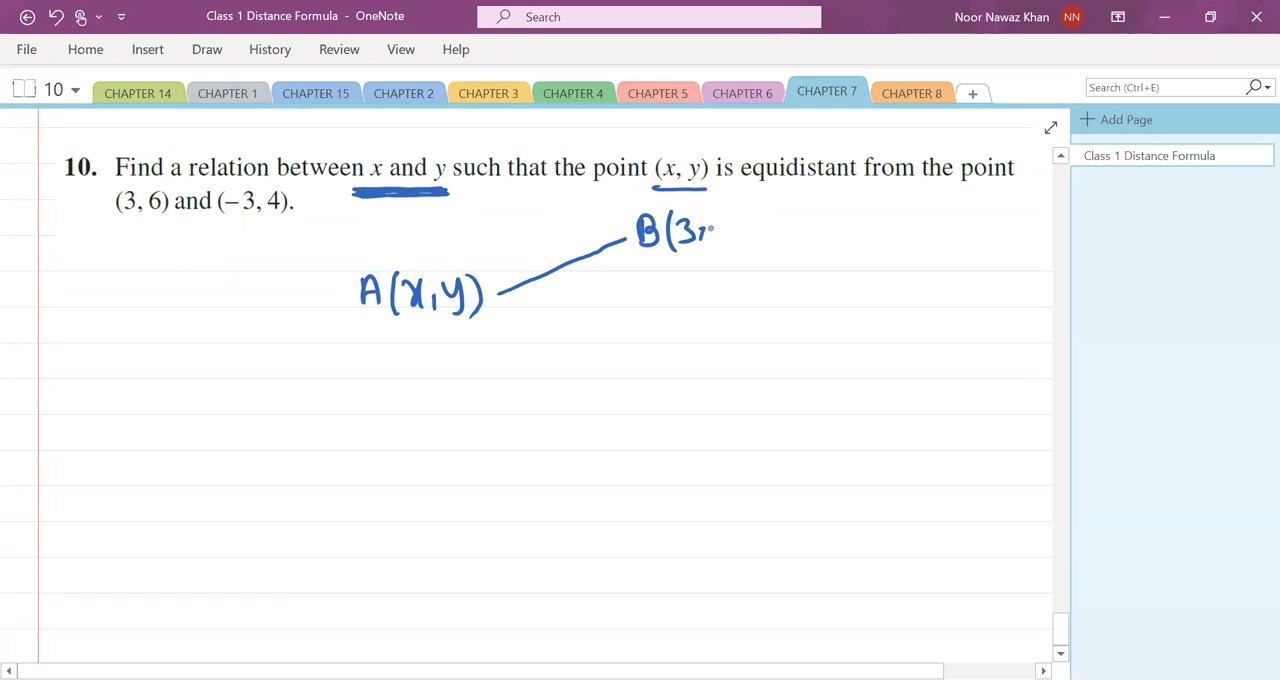 Class 1 Distance Formula - OneNote
Search
Noor Nawaz Khan NN
File Home Insert Draw History Review View Help
10 CHAPTER 14 CHAPTER 1 CHAPTER 15 CHAPTER 2 CHAPTER 3 CHAPTER 4 CHAPTER 5 CHAPTER 6 CHAPTER 7 CHAPTER 8 +
Search (Ctrl+E)
Add Page
Class 1 Distance Formula
10. Find a relation between x and y such that the point (x, y) is equidistant from the point
(3, 6) and (– 3, 4).
B(3,
A(x,y)